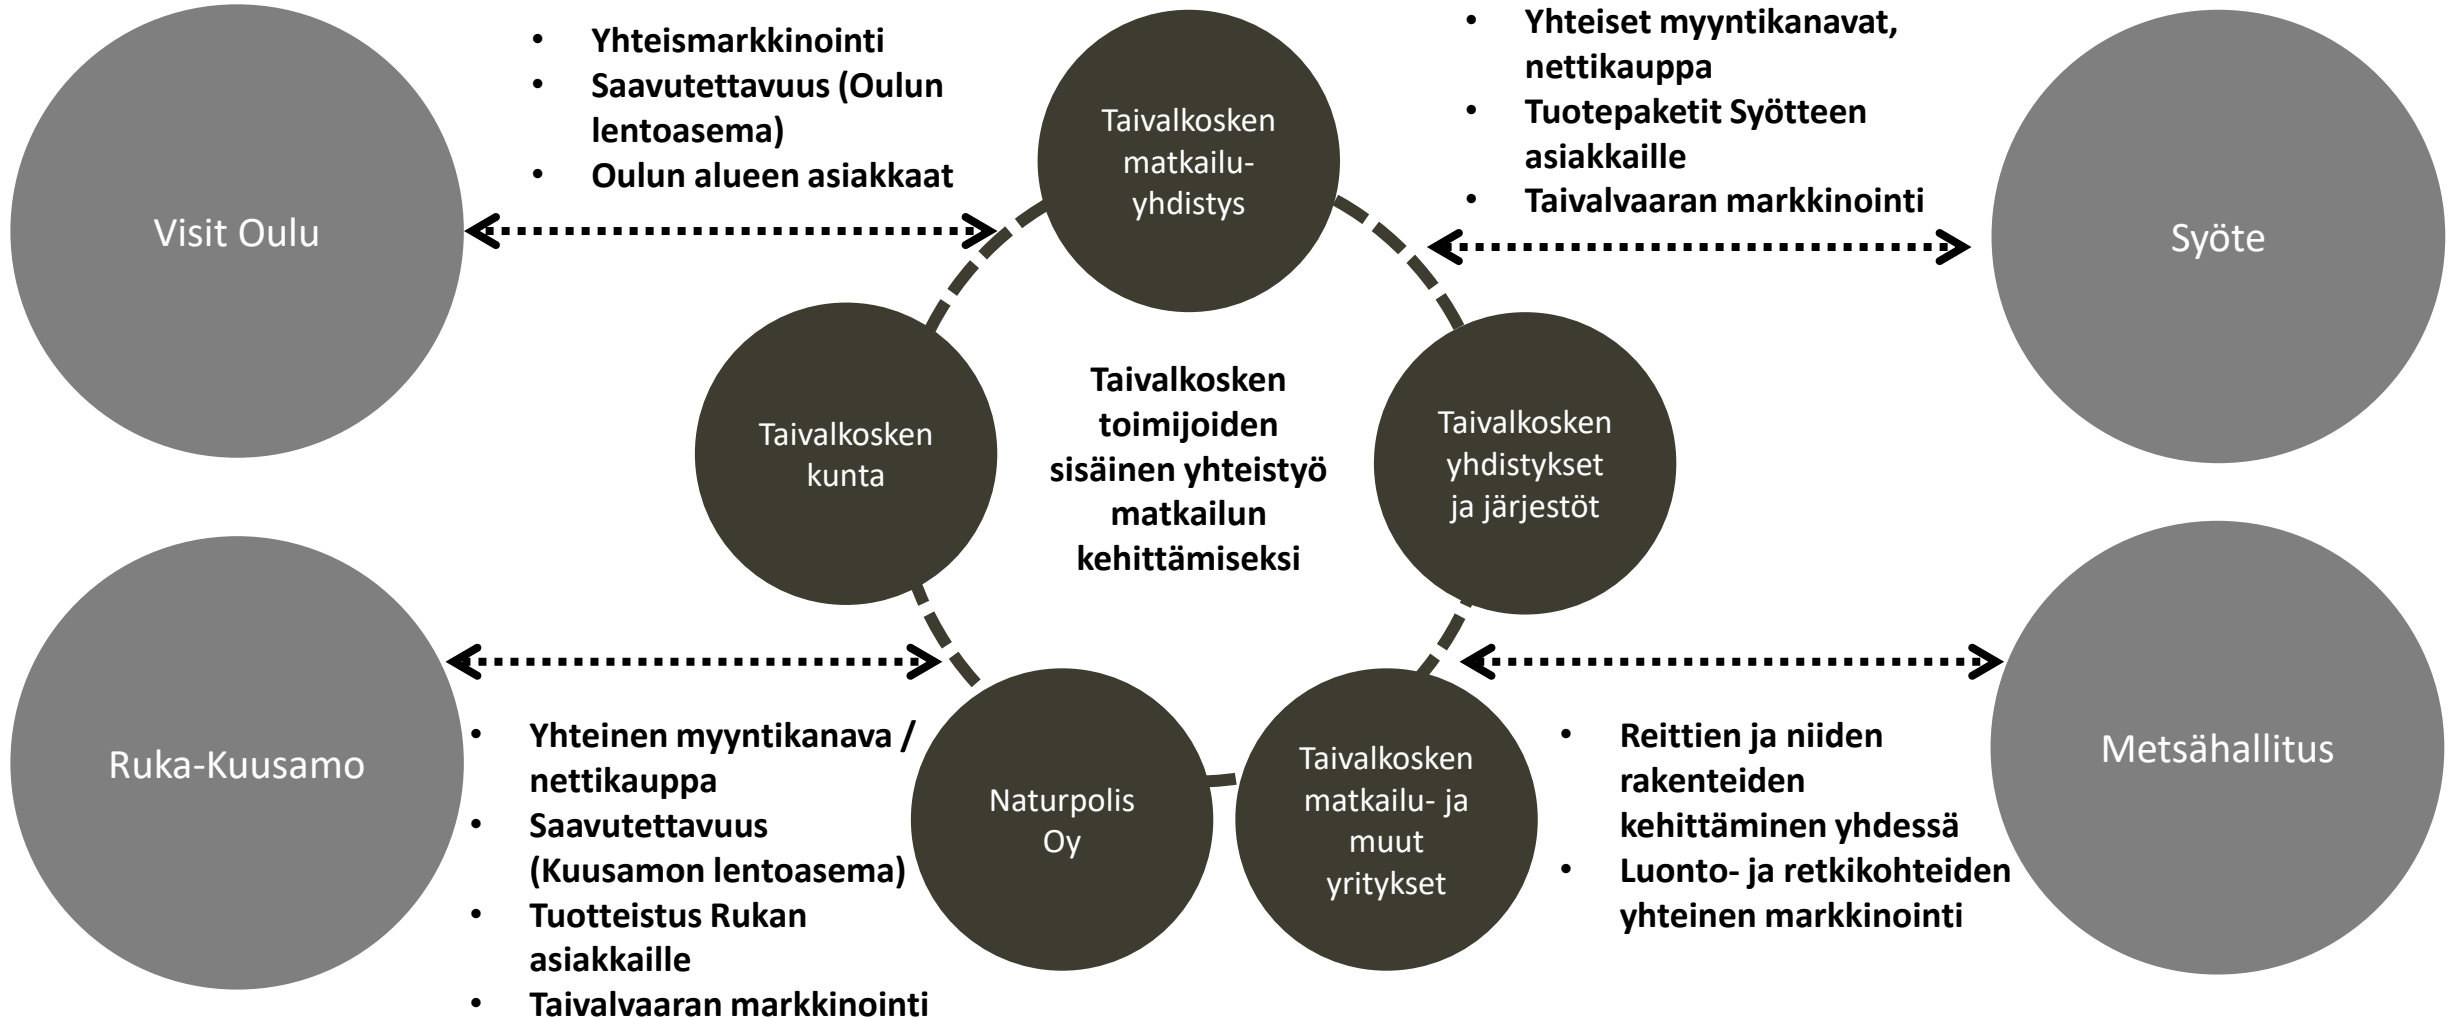 Visit Oulu
• Yhteismarkkinointi
• Saavutettavuus (Oulun
lentoasema)
• Oulun alueen asiakkaat
Taivalkosken
matkailu-
yhdistys
• Yhteiset myyntikanavat,
nettikauppa
• Tuotepaketit Syötteen
asiakkaille
• Taivalvaaran markkinointi
Syöte
Taivalkosken
kunta
Taivalkosken
toimijoiden
sisäinen yhteistyö
matkailun
kehittämiseksi
Taivalkosken
yhdistykset
ja järjestöt
Ruka-Kuusamo
• Yhteinen myyntikanava /
nettikauppa
• Saavutettavuus
(Kuusamon lentoasema)
• Tuotteistus Rukan
asiakkaille
• Taivalvaaran markkinointi
Naturpolis
Oy
Taivalkosken
matkailu- ja
muut
yritykset
• Reittien ja niiden
rakenteiden
kehittäminen yhdessä
• Luonto- ja retkikohteiden
yhteinen markkinointi
Metsähallitus